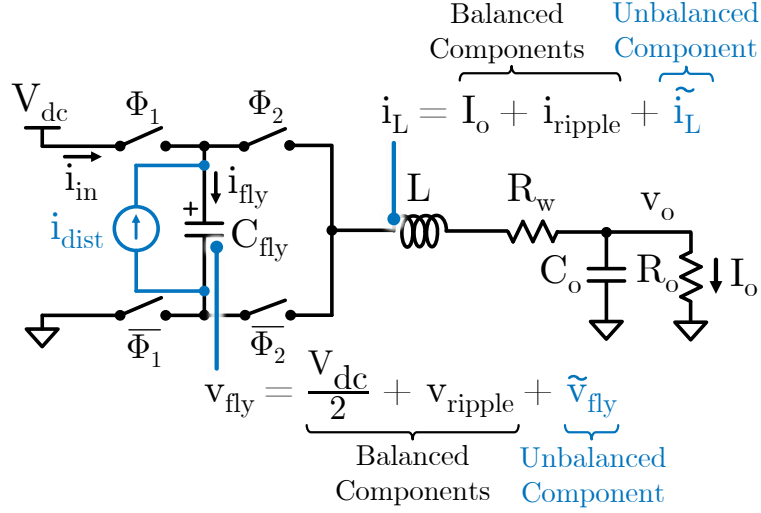 Balanced Components
Unbalanced Component
i_L = I_o + i_ripple + ĩ_L
V_dc
Φ_1
Φ_2
i_in
i_fly
i_dist
+
C_fly
L
R_w
v_o
C_o
R_o
I_o
Φ̅_1
Φ̅_2
v_fly = V_dc/2 + v_ripple + ṽ_fly
Balanced Components
Unbalanced Component